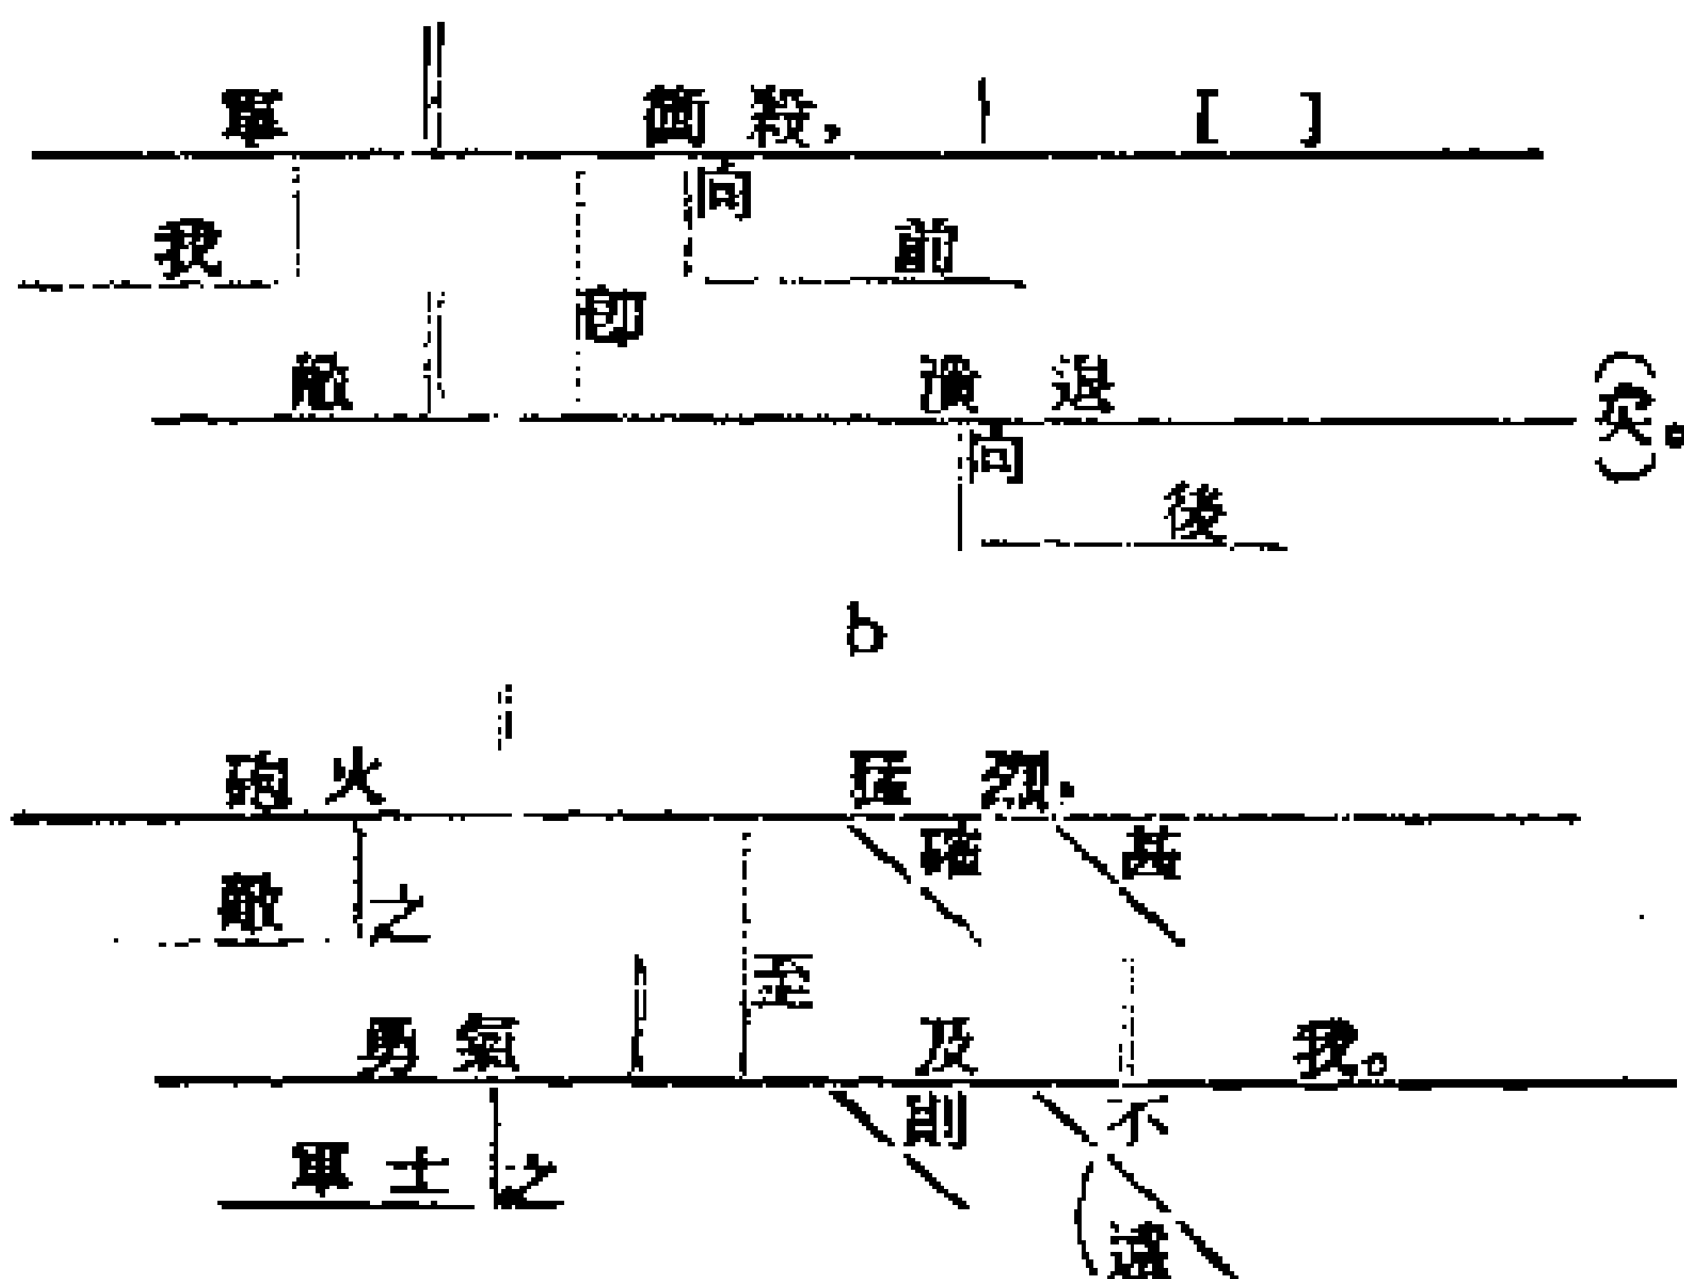 軍 衝殺, [ ]
向
我 前
即
敵 潰退 (矣)。
向
後
b
砲火 猛烈,
確 甚
敵 之
至
勇氣 及 我。
則 不
軍士 之
遠